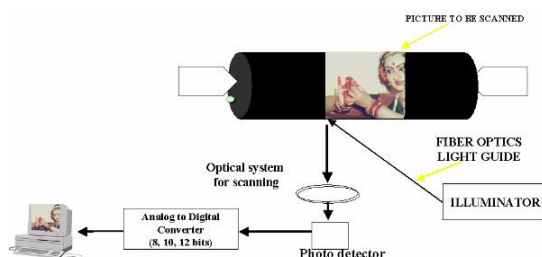 PICTURE TO BE SCANNED
FIBER OPTICS
LIGHT GUIDE
Optical system
for scanning
ILLUMINATOR
Analog to Digital
Converter
(8, 10, 12 bits)
Photo detector